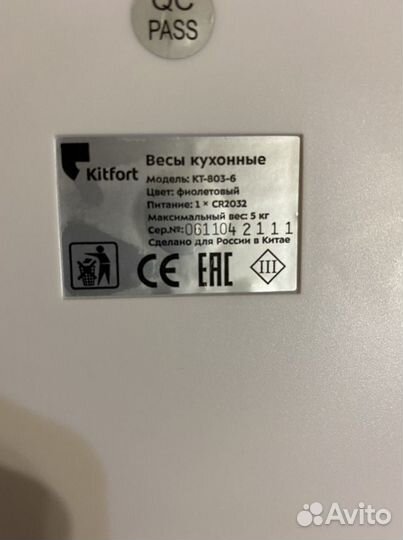 QC
PASS
Kitfort
Весы кухонные
Модель: КТ-803-6
Цвет: фиолетовый
Питание: 1 × CR2032
Максимальный вес: 5 кг
Сер.№: 061104 2 1 1 1
Сделано для России в Китае
CE EAC III
Avito